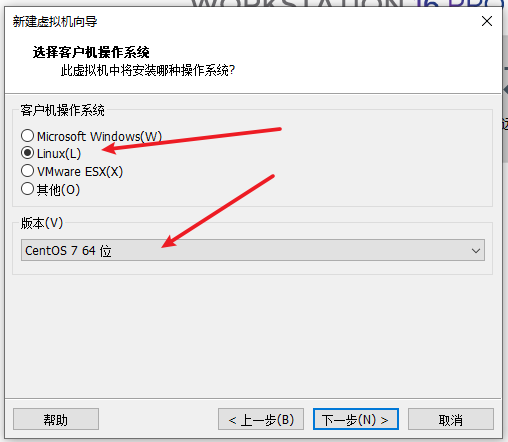 WORKSTATION 16 PRO
新建虚拟机向导
选择客户机操作系统
此虚拟机中将安装哪种操作系统?
客户机操作系统
Microsoft Windows(W)
Linux(L)
VMware ESX(X)
其他(O)
版本(V)
CentOS 7 64 位
帮助
< 上一步(B)
下一步(N) >
取消